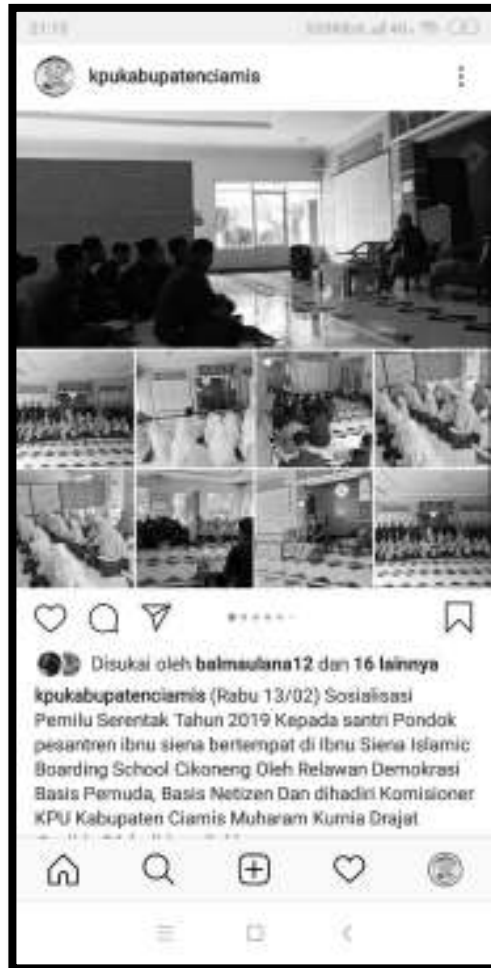 kpukabupatenciamis
Disukai oleh balmaulana12 dan 16 lainnya
kpukabupatenciamis (Rabu 13/02) Sosialisasi
Pemilu Serentak Tahun 2019 Kepada santri Pondok
pesantren ibnu siena bertempat di Ibnu Siena Islamic
Boarding School Cikoneng Oleh Relawan Demokrasi
Basis Pemuda, Basis Netizen Dan dihadiri Komisioner
KPU Kabupaten Ciamis Muharam Kurnia Drajat